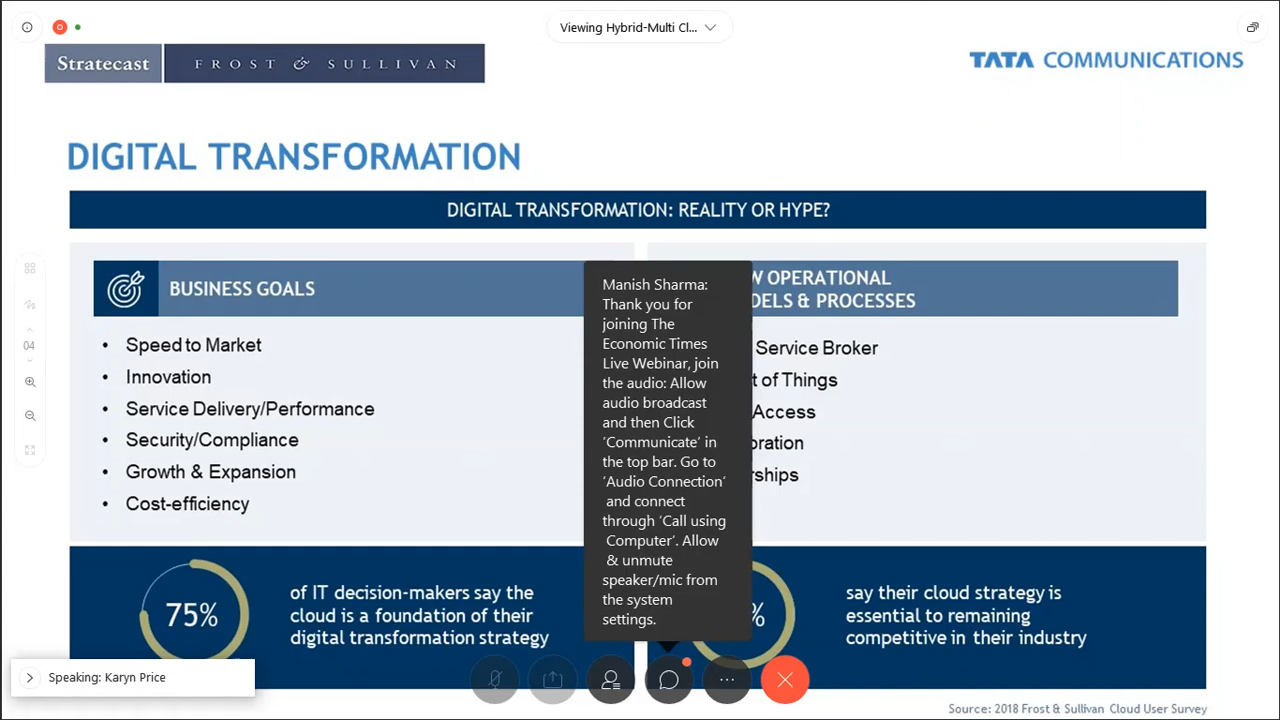 Viewing Hybrid-Multi Cl...
Stratecast FROST & SULLIVAN
TATA COMMUNICATIONS
DIGITAL TRANSFORMATION
DIGITAL TRANSFORMATION: REALITY OR HYPE?
BUSINESS GOALS
• Speed to Market
• Innovation
• Service Delivery/Performance
• Security/Compliance
• Growth & Expansion
• Cost-efficiency
OPERATIONAL
& PROCESSES
Service Broker
of Things
Access
04
Manish Sharma:
Thank you for
joining The
Economic Times
Live Webinar, join
the audio: Allow
audio broadcast
and then Click
‘Communicate’ in
the top bar. Go to
‘Audio Connection’
and connect
through ‘Call using
Computer’. Allow
& unmute
speaker/mic from
the system
settings.
75%
of IT decision-makers say the
cloud is a foundation of their
digital transformation strategy
%
say their cloud strategy is
essential to remaining
competitive in their industry
Speaking: Karyn Price
Source: 2018 Frost & Sullivan Cloud User Survey